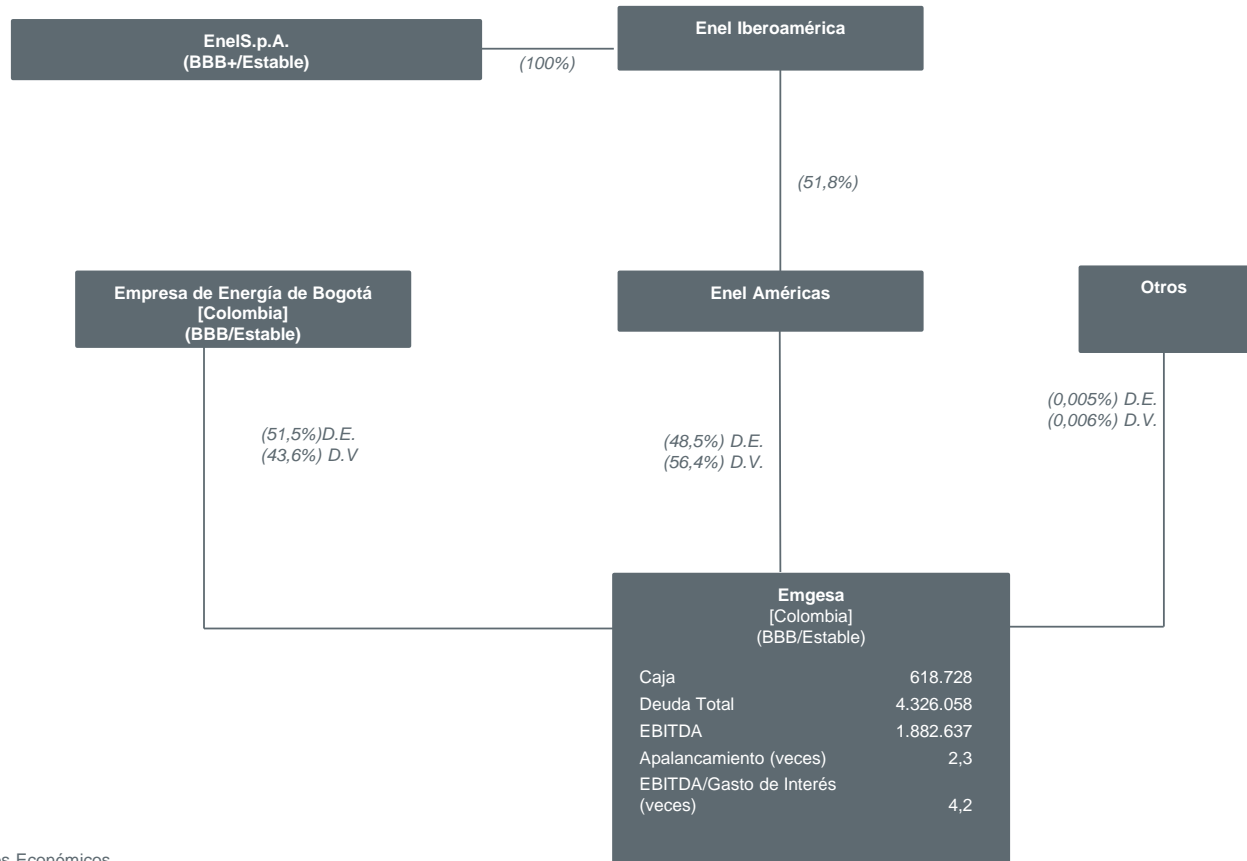 EnelS.p.A.
(BBB+/Estable)
(100%)
Enel Iberoamérica
(51,8%)
Empresa de Energía de Bogotá
[Colombia]
(BBB/Estable)
Enel Américas
Otros
(51,5%)D.E.
(43,6%) D.V
(48,5%) D.E.
(56,4%) D.V.
(0,005%) D.E.
(0,006%) D.V.
Emgesa
[Colombia]
(BBB/Estable)
Caja 618.728
Deuda Total 4.326.058
EBITDA 1.882.637
Apalancamiento (veces) 2,3
EBITDA/Gasto de Interés
(veces) 4,2
os Económicos